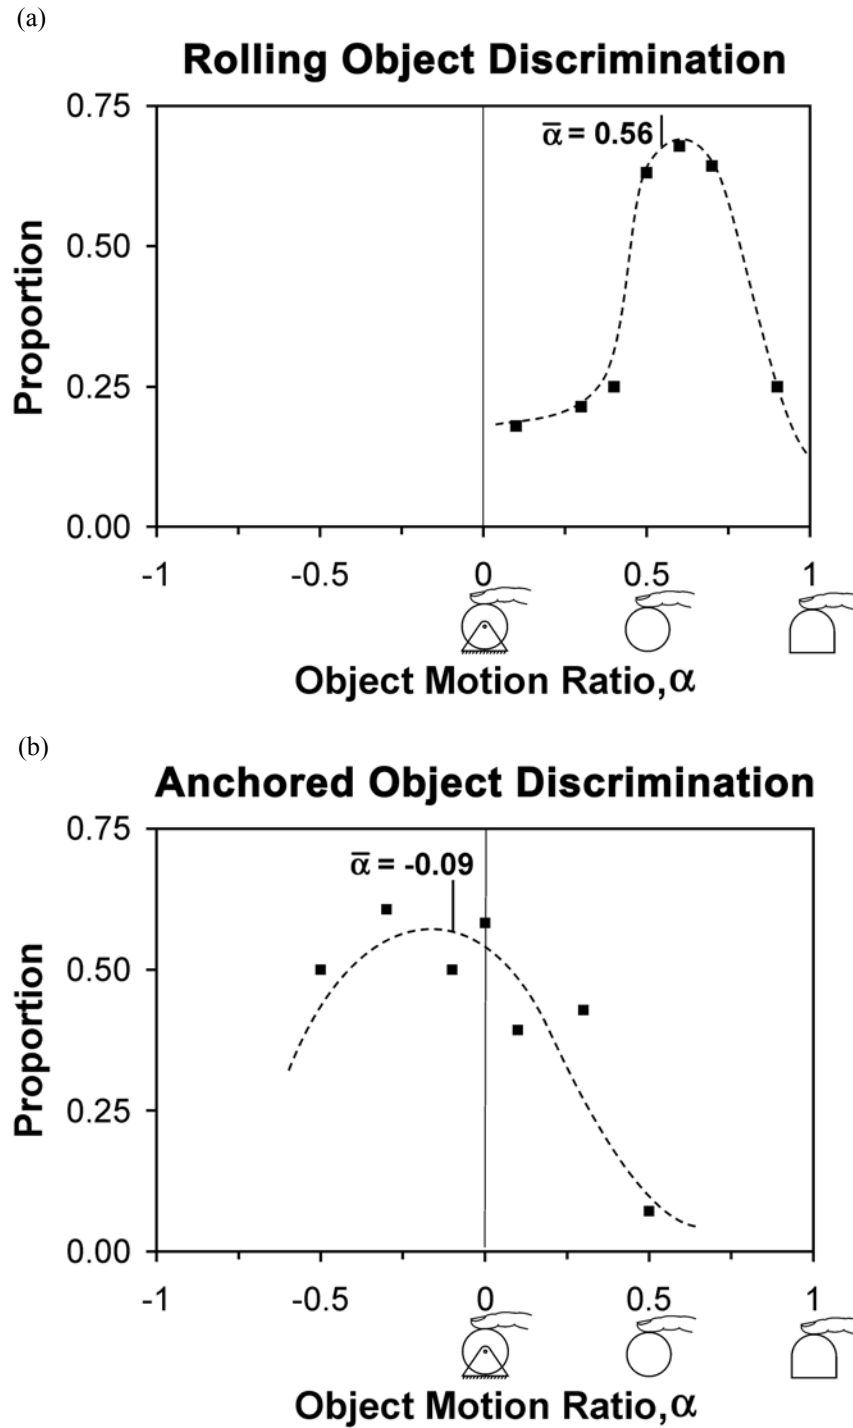 (a)
Rolling Object Discrimination
0.75
ᾱ = 0.56
0.50
Proportion
0.25
0.00
-1 -0.5 0 0.5 1
Object Motion Ratio,α
(b)
Anchored Object Discrimination
0.75
ᾱ = -0.09
0.50
Proportion
0.25
0.00
-1 -0.5 0 0.5 1
Object Motion Ratio,α